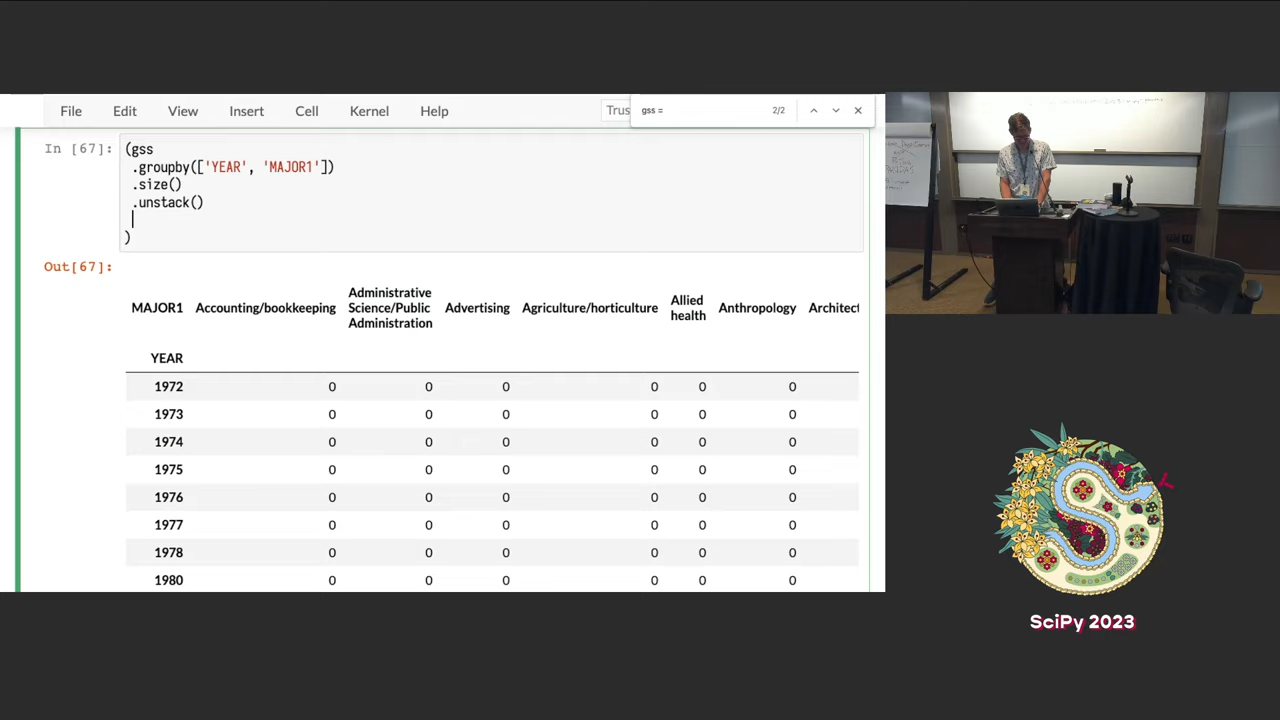 File Edit View Insert Cell Kernel Help Trus gss = 2/2
In [67]: (gss
.groupby(['YEAR', 'MAJOR1'])
.size()
.unstack()
)
Out[67]:
MAJOR1 Accounting/bookkeeping Administrative Science/Public Administration Advertising Agriculture/horticulture Allied health Anthropology Architect
YEAR
1972 0 0 0 0 0 0
1973 0 0 0 0 0 0
1974 0 0 0 0 0 0
1975 0 0 0 0 0 0
1976 0 0 0 0 0 0
1977 0 0 0 0 0 0
1978 0 0 0 0 0 0
1980 0 0 0 0 0 0
SciPy 2023